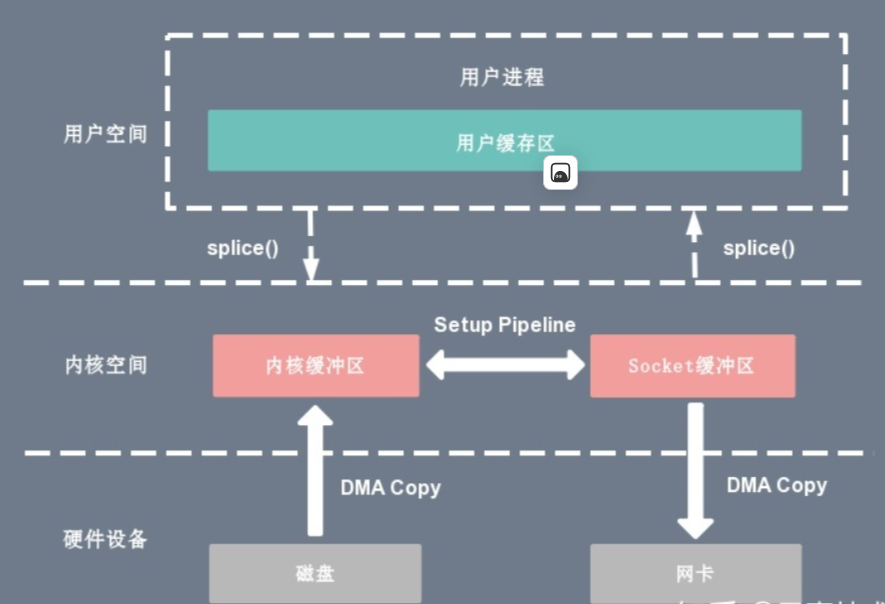 用户进程
用户空间
用户缓存区
splice()
splice()
Setup Pipeline
内核空间
内核缓冲区
Socket缓冲区
DMA Copy
DMA Copy
硬件设备
磁盘
网卡